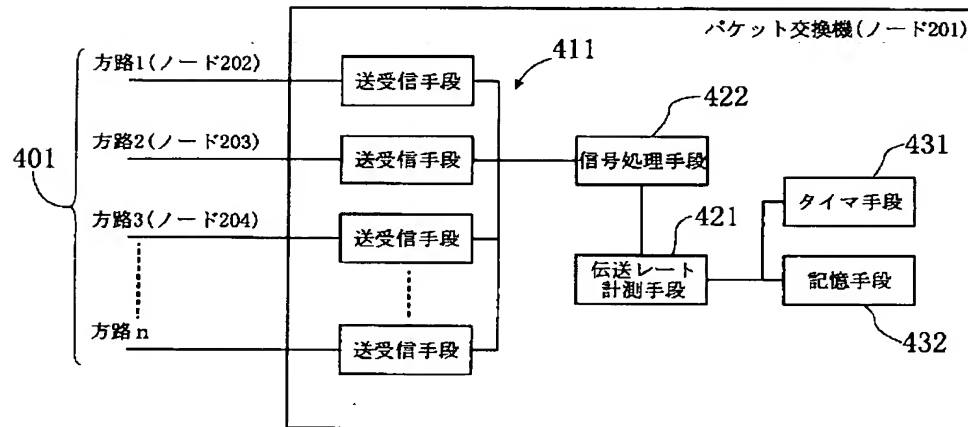 パケット交換機(ノード201)
411
方路1(ノード202)
送受信手段
422
方路2(ノード203)
送受信手段
信号処理手段
431
401
タイマ手段
421
方路3(ノード204)
送受信手段
伝送レート
計測手段
記憶手段
方路n
送受信手段
432